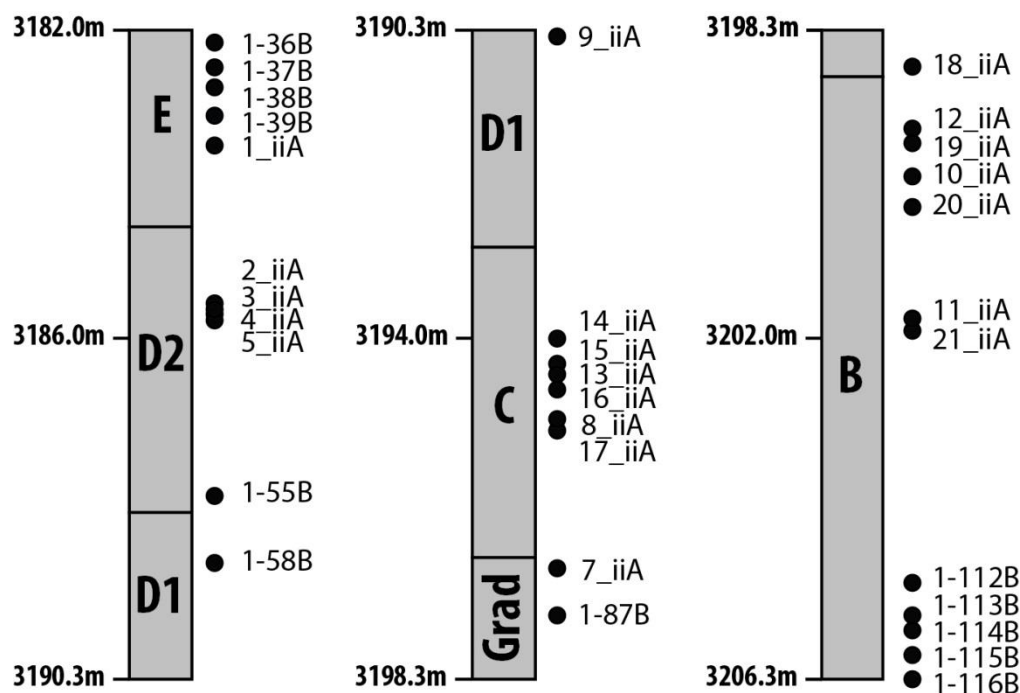 3182.0m
1-36B
1-37B
1-38B
1-39B
1_iiA
E
2_iiA
3_iiA
4_iiA
5_iiA
3186.0m
D2
1-55B
1-58B
D1
3190.3m
3190.3m
9_iiA
D1
14_iiA
3194.0m
15_iiA
13_iiA
16_iiA
8_iiA
17_iiA
C
7_iiA
1-87B
Grad
3198.3m
3198.3m
18_iiA
12_iiA
19_iiA
10_iiA
20_iiA
11_iiA
3202.0m
21_iiA
B
1-112B
1-113B
1-114B
1-115B
1-116B
3206.3m